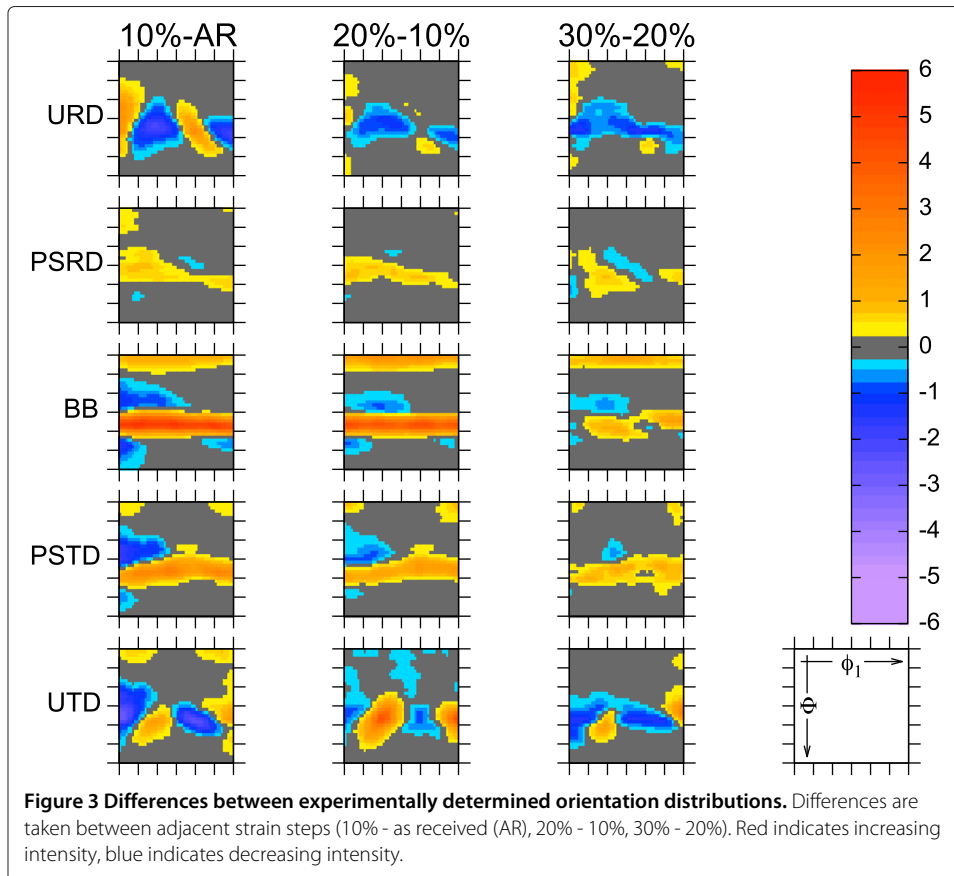 10%-AR 20%-10% 30%-20%
URD
PSRD
BB
PSTD
UTD
6
5
4
3
2
1
0
-1
-2
-3
-4
-5
-6
ϕ1
Φ
Figure 3 Differences between experimentally determined orientation distributions. Differences are
taken between adjacent strain steps (10% - as received (AR), 20% - 10%, 30% - 20%). Red indicates increasing
intensity, blue indicates decreasing intensity.